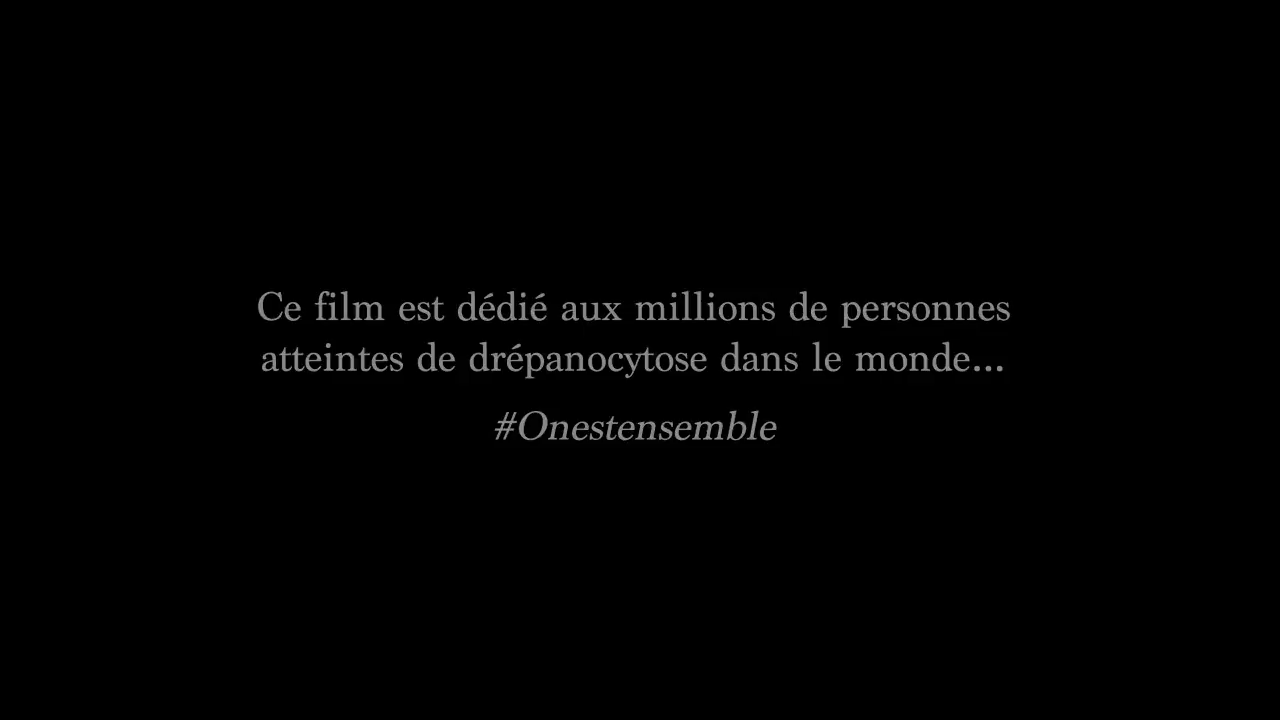 Ce film est dédié aux millions de personnes
atteintes de drépanocytose dans le monde...
#Onestensemble